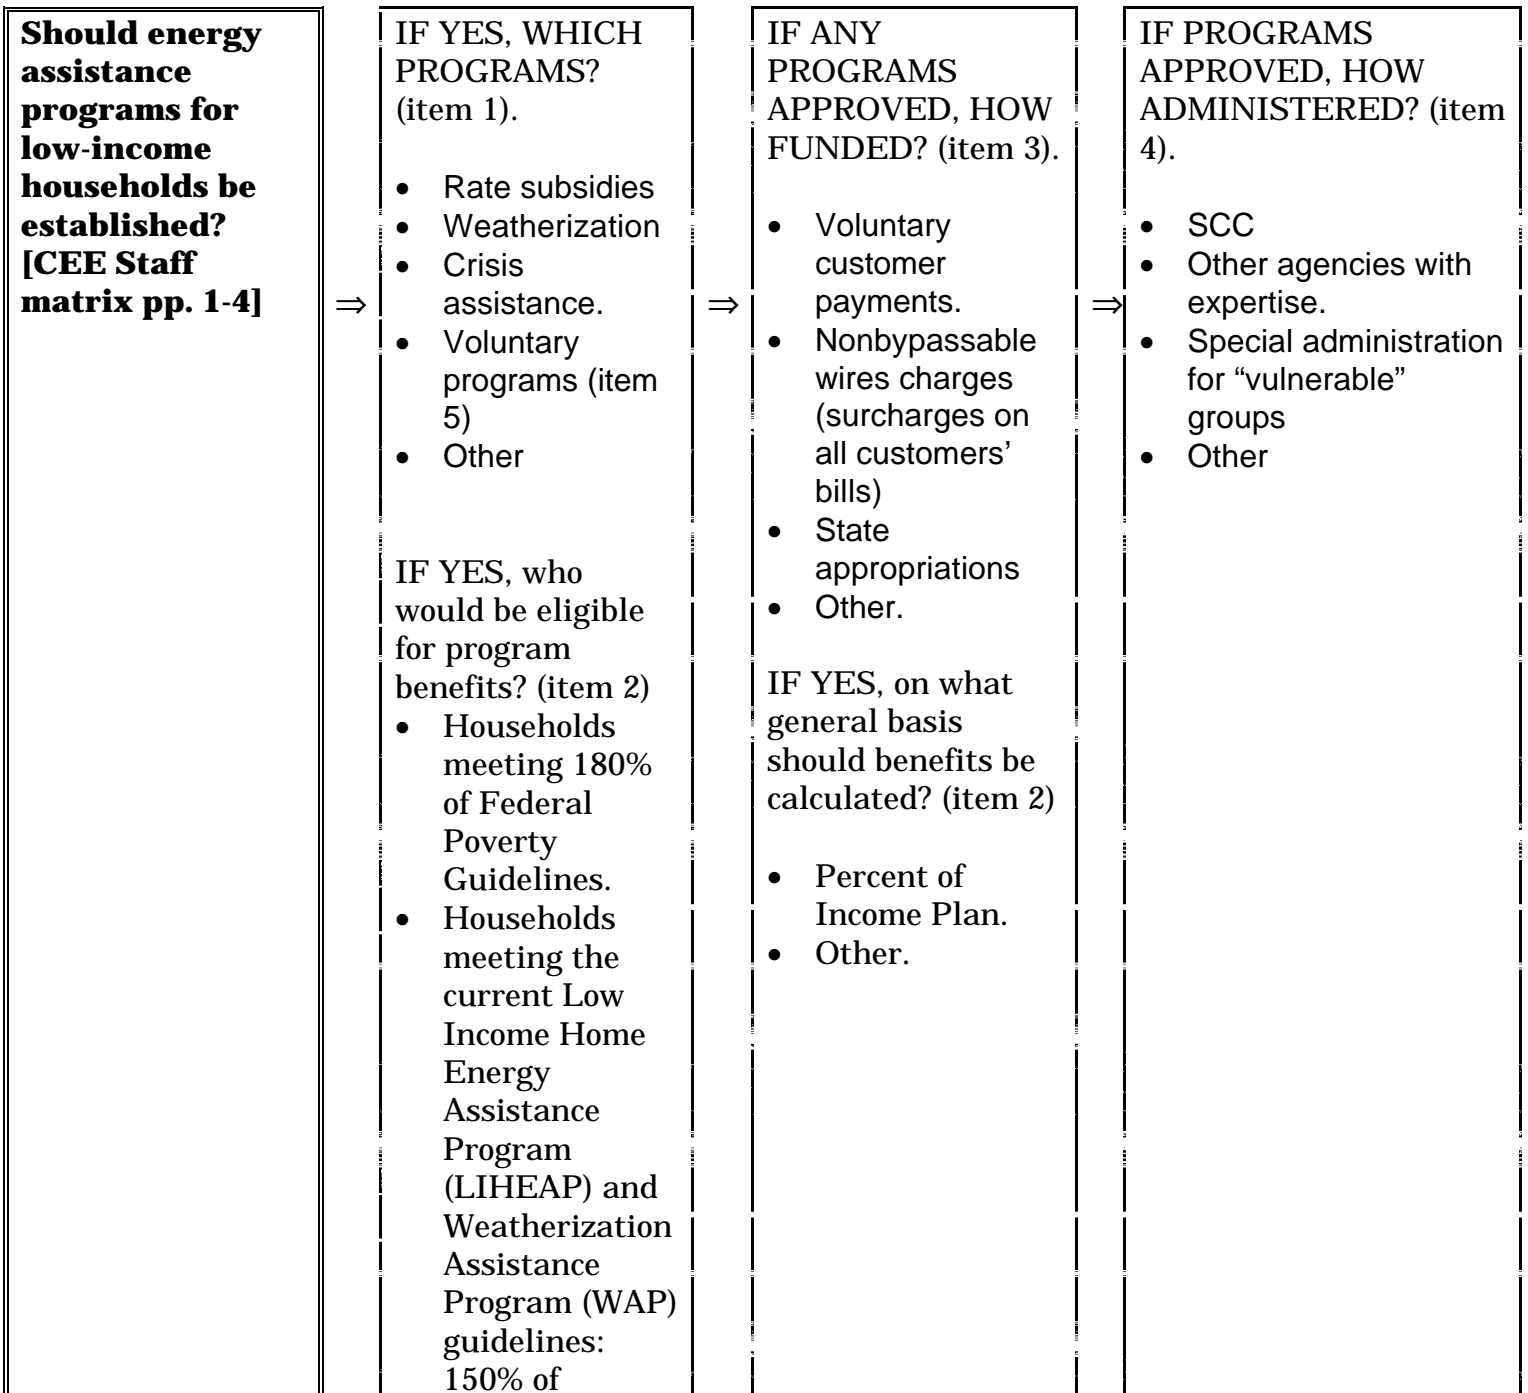 Should energy
assistance
programs for
low-income
households be
established?
[CEE Staff
matrix pp. 1-4]
⇒
IF YES, WHICH
PROGRAMS?
(item 1).
• Rate subsidies
• Weatherization
• Crisis
assistance.
• Voluntary
programs (item
5)
• Other
IF YES, who
would be eligible
for program
benefits? (item 2)
• Households
meeting 180%
of Federal
Poverty
Guidelines.
• Households
meeting the
current Low
Income Home
Energy
Assistance
Program
(LIHEAP) and
Weatherization
Assistance
Program (WAP)
guidelines:
150% of
⇒
IF ANY
PROGRAMS
APPROVED, HOW
FUNDED? (item 3).
• Voluntary
customer
payments.
• Nonbypassable
wires charges
(surcharges on
all customers’
bills)
• State
appropriations
• Other.
IF YES, on what
general basis
should benefits be
calculated? (item 2)
• Percent of
Income Plan.
• Other.
⇒
IF PROGRAMS
APPROVED, HOW
ADMINISTERED? (item
4).
• SCC
• Other agencies with
expertise.
• Special administration
for “vulnerable”
groups
• Other